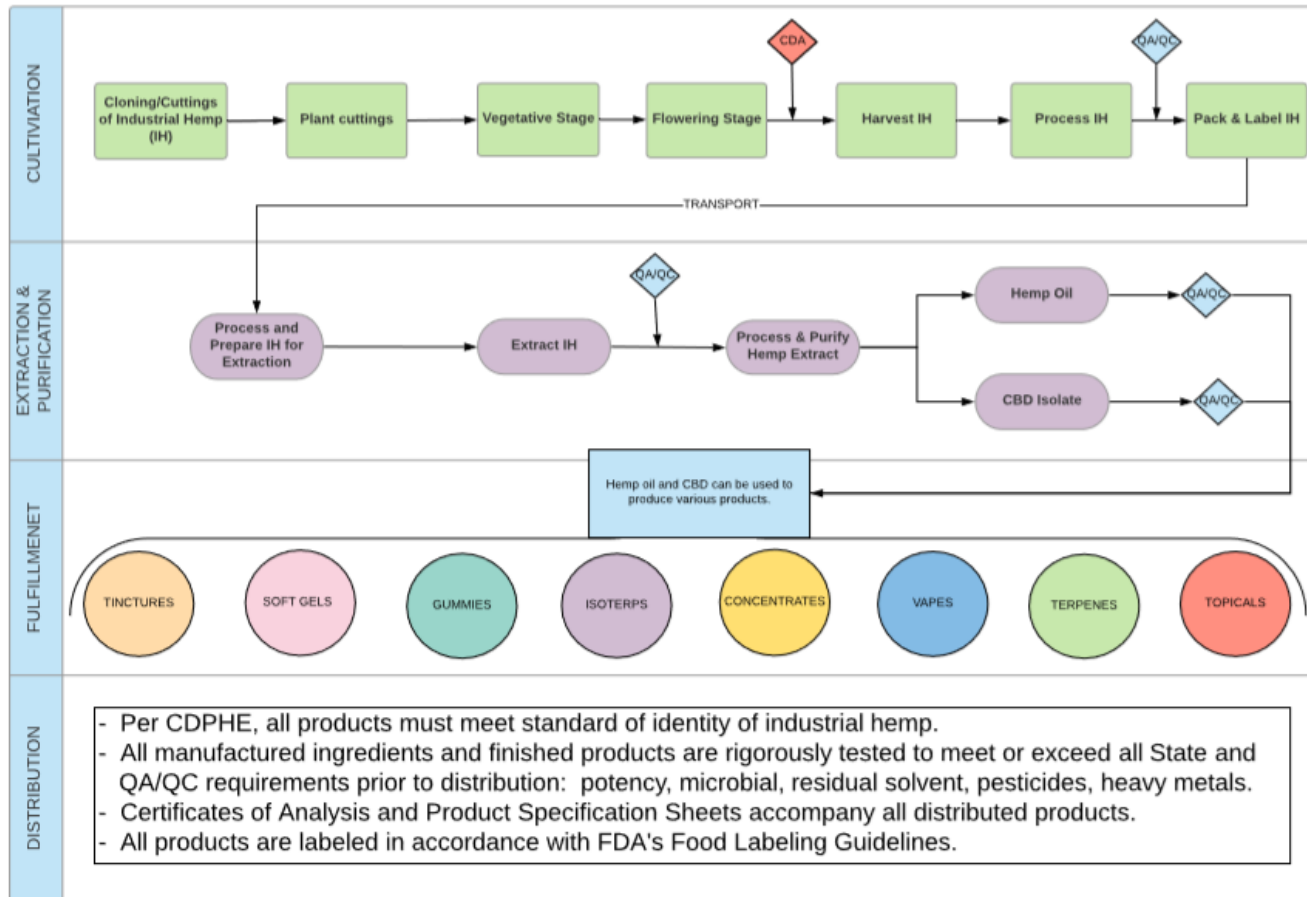 CULTIVIATION
CDA
QA/QC
Cloning/Cuttings
of Industrial Hemp
(IH)
Plant cuttings
Vegetative Stage
Flowering Stage
Harvest IH
Process IH
Pack & Label IH
TRANSPORT
EXTRACTION &
PURIFICATION
QA/QC
Process and
Prepare IH for
Extraction
Extract IH
Process & Purify
Hemp Extract
Hemp Oil
QA/QC
CBD Isolate
QA/QC
FULFILLMENET
Hemp oil and CBD can be used to
produce various products.
TINCTURES
SOFT GELS
GUMMIES
ISOTERPS
CONCENTRATES
VAPES
TERPENES
TOPICALS
DISTRIBUTION
- Per CDPHE, all products must meet standard of identity of industrial hemp.
- All manufactured ingredients and finished products are rigorously tested to meet or exceed all State and
QA/QC requirements prior to distribution: potency, microbial, residual solvent, pesticides, heavy metals.
- Certificates of Analysis and Product Specification Sheets accompany all distributed products.
- All products are labeled in accordance with FDA's Food Labeling Guidelines.